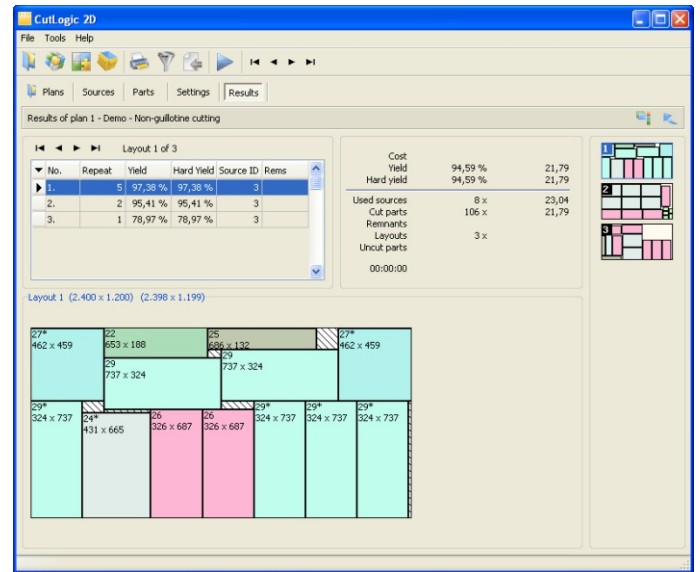 CutLogic 2D
File Tools Help
Plans Sources Parts Settings Results
Results of plan 1 - Demo - Non-guillotine cutting
Layout 1 of 3
No. Repeat Yield Hard Yield Source ID Rems
1. 5 97,38 % 97,38 % 3
2. 2 95,41 % 95,41 % 3
3. 1 78,97 % 78,97 % 3
Cost
Yield 94,59 % 21,79
Hard yield 94,59 % 21,79
Used sources 8 x 23,04
Cut parts 106 x 21,79
Remnants
Layouts 3 x
Uncut parts
00:00:00
1
2
3
Layout 1 (2.400 x 1.200) (2.398 x 1.199)
27* 22 25 27*
462 x 459 653 x 188 686 x 132 462 x 459
29 29
737 x 324 737 x 324
29* 24* 26 26 29* 29* 29*
324 x 737 431 x 665 326 x 687 326 x 687 324 x 737 324 x 737 324 x 737